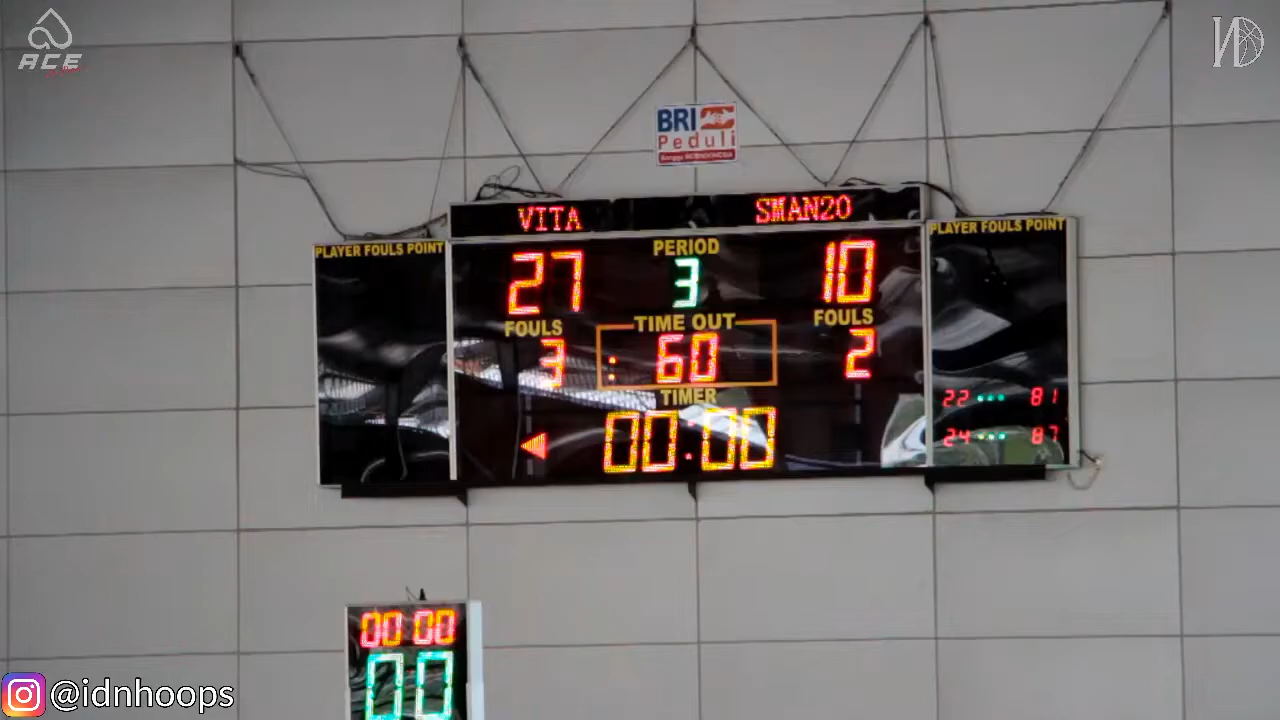 ACE
BRI
Peduli
VITA
SMAN20
PLAYER FOULS POINT
PERIOD
PLAYER FOULS POINT
27
3
10
FOULS
TIME OUT
FOULS
3
: 60
2
TIMER
22 81
00:00
24 87
00 00
00
@idnhoops